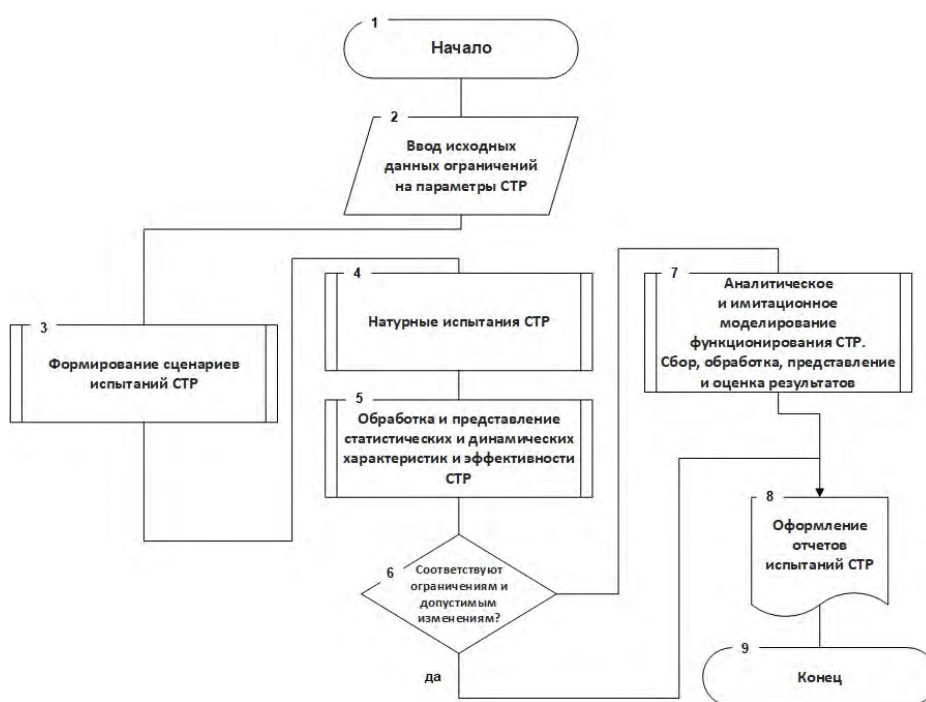 1
Начало
2
Ввод исходных
данных ограничений
на параметры СТР
3
Формирование сценариев
испытаний СТР
4
Натурные испытания СТР
5
Обработка и представление
статистических и динамических
характеристик и эффективности
СТР
6
Соответствуют
ограничениям и
допустимым
изменениям?
да
7
Аналитическое
и имитационное
моделирование
функционирования СТР.
Сбор, обработка, представление
и оценка результатов
8
Оформление
отчетов
испытаний СТР
9
Конец